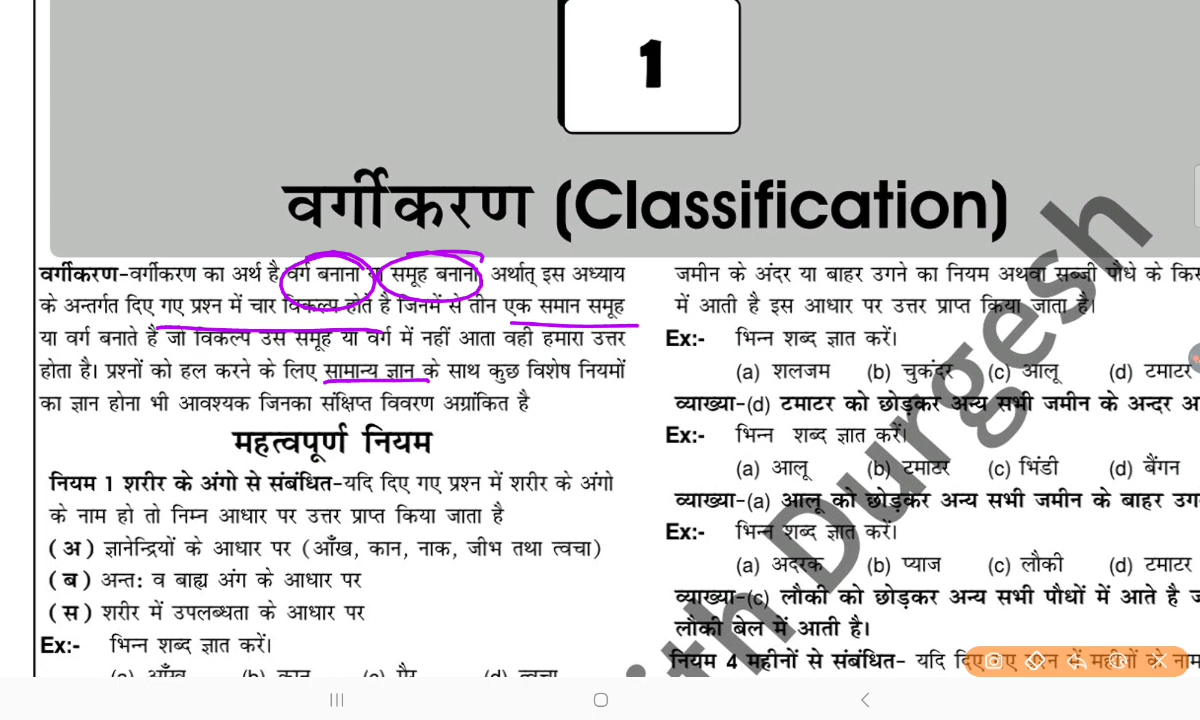 1
वर्गीकरण (Classification)
वर्गीकरण–वर्गीकरण का अर्थ है वर्ग बनाना या समूह बनाना, अर्थात् इस अध्याय
के अन्तर्गत दिए गए प्रश्न में चार विकल्प होते है जिनमें से तीन एक समान समूह
या वर्ग बनाते है जो विकल्प उस समूह या वर्ग में नहीं आता वही हमारा उत्तर
होता है। प्रश्नों को हल करने के लिए सामान्य ज्ञान के साथ कुछ विशेष नियमों
का ज्ञान होना भी आवश्यक जिनका संक्षिप्त विवरण अग्रांकित है
महत्वपूर्ण नियम
नियम 1 शरीर के अंगो से संबंधित–यदि दिए गए प्रश्न में शरीर के अंगो
के नाम हो तो निम्न आधार पर उत्तर प्राप्त किया जाता है
(अ) ज्ञानेन्द्रियों के आधार पर (आँख, कान, नाक, जीभ तथा त्वचा)
(ब) अन्तः व बाह्य अंग के आधार पर
(स) शरीर में उपलब्धता के आधार पर
Ex:- भिन्न शब्द ज्ञात करें।
(a) आँख (b) कान (c) पैर (d) त्वचा
जमीन के अंदर या बाहर उगने का नियम अथवा सब्जी पौधे के
में आती है इस आधार पर उत्तर प्राप्त किया जाता है।
Ex:- भिन्न शब्द ज्ञात करें।
(a) शलजम (b) चुकंदर (c) आलू (d) टमाटर
व्याख्या–(d) टमाटर को छोड़कर अन्य सभी जमीन के अन्दर
Ex:- भिन्न शब्द ज्ञात करें।
(a) आलू (b) टमाटर (c) भिंडी (d) बैंगन
व्याख्या–(a) आलू को छोड़कर अन्य सभी जमीन के बाहर
Ex:- भिन्न शब्द ज्ञात करें।
(a) अदरक (b) प्याज (c) लौकी (d) टमाटर
व्याख्या–(c) लौकी को छोड़कर अन्य सभी पौधों में आते है
लौकी बेल में आती है।
नियम 4 महीनों से संबंधित– यदि दिए गए प्रश्न में महीनों के नाम
ith Durgesh